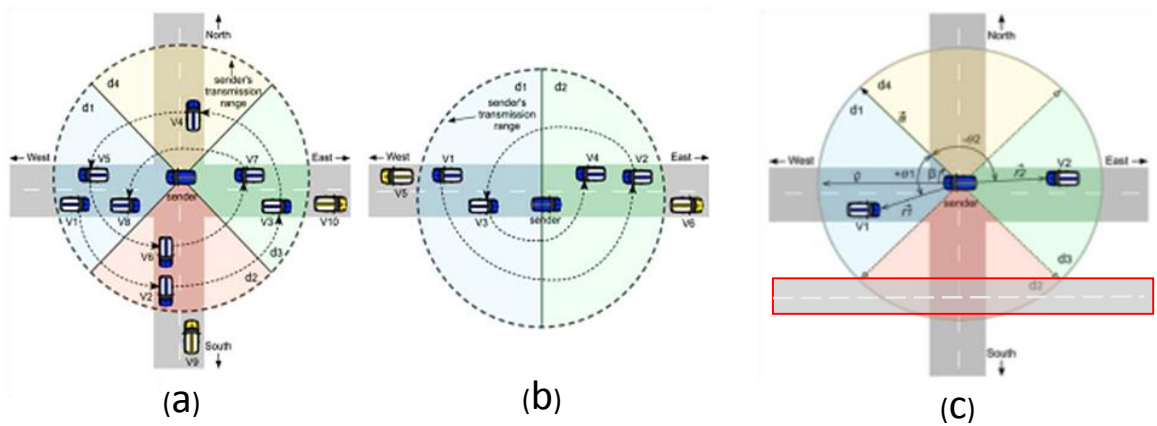 North
d4
sender's
transmission
range
d1
V4
V5
V7
West
East
sender
V1
V8
V3
V10
V6
d3
V2
d2
V9
South
(a)
d1
d2
sender's
transmission
range
West
V1
V4
V2
East
V5
V3
sender
V6
(b)
North
d4
d1
West
East
β
V2
sender
V1
d3
d2
South
(c)